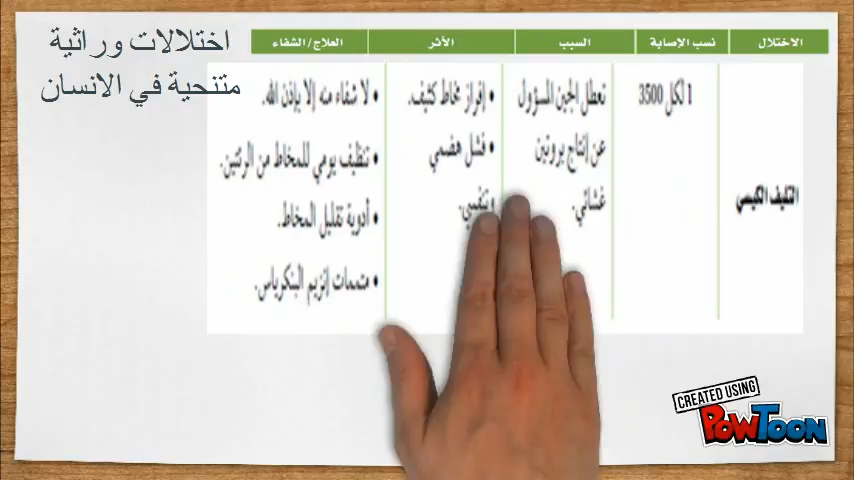 اختلالات وراثية
متنحية في الانسان
الاختلال
نسب الإصابة
السبب
الأثر
العلاج/الشفاء
التليف الكيسي
1 لكل 3500
تعطل الجين المسؤول
عن إنتاج بروتين
غشائي.
• إفراز مخاط كثيف.
• فشل هضمي
وتنفسي.
• لا شفاء منه إلا بإذن الله.
• تنظيف يومي للمخاط من الرئتين.
• أدوية تقليل المخاط.
• متممات إنزيم البنكرياس.
CREATED USING
POWTOON